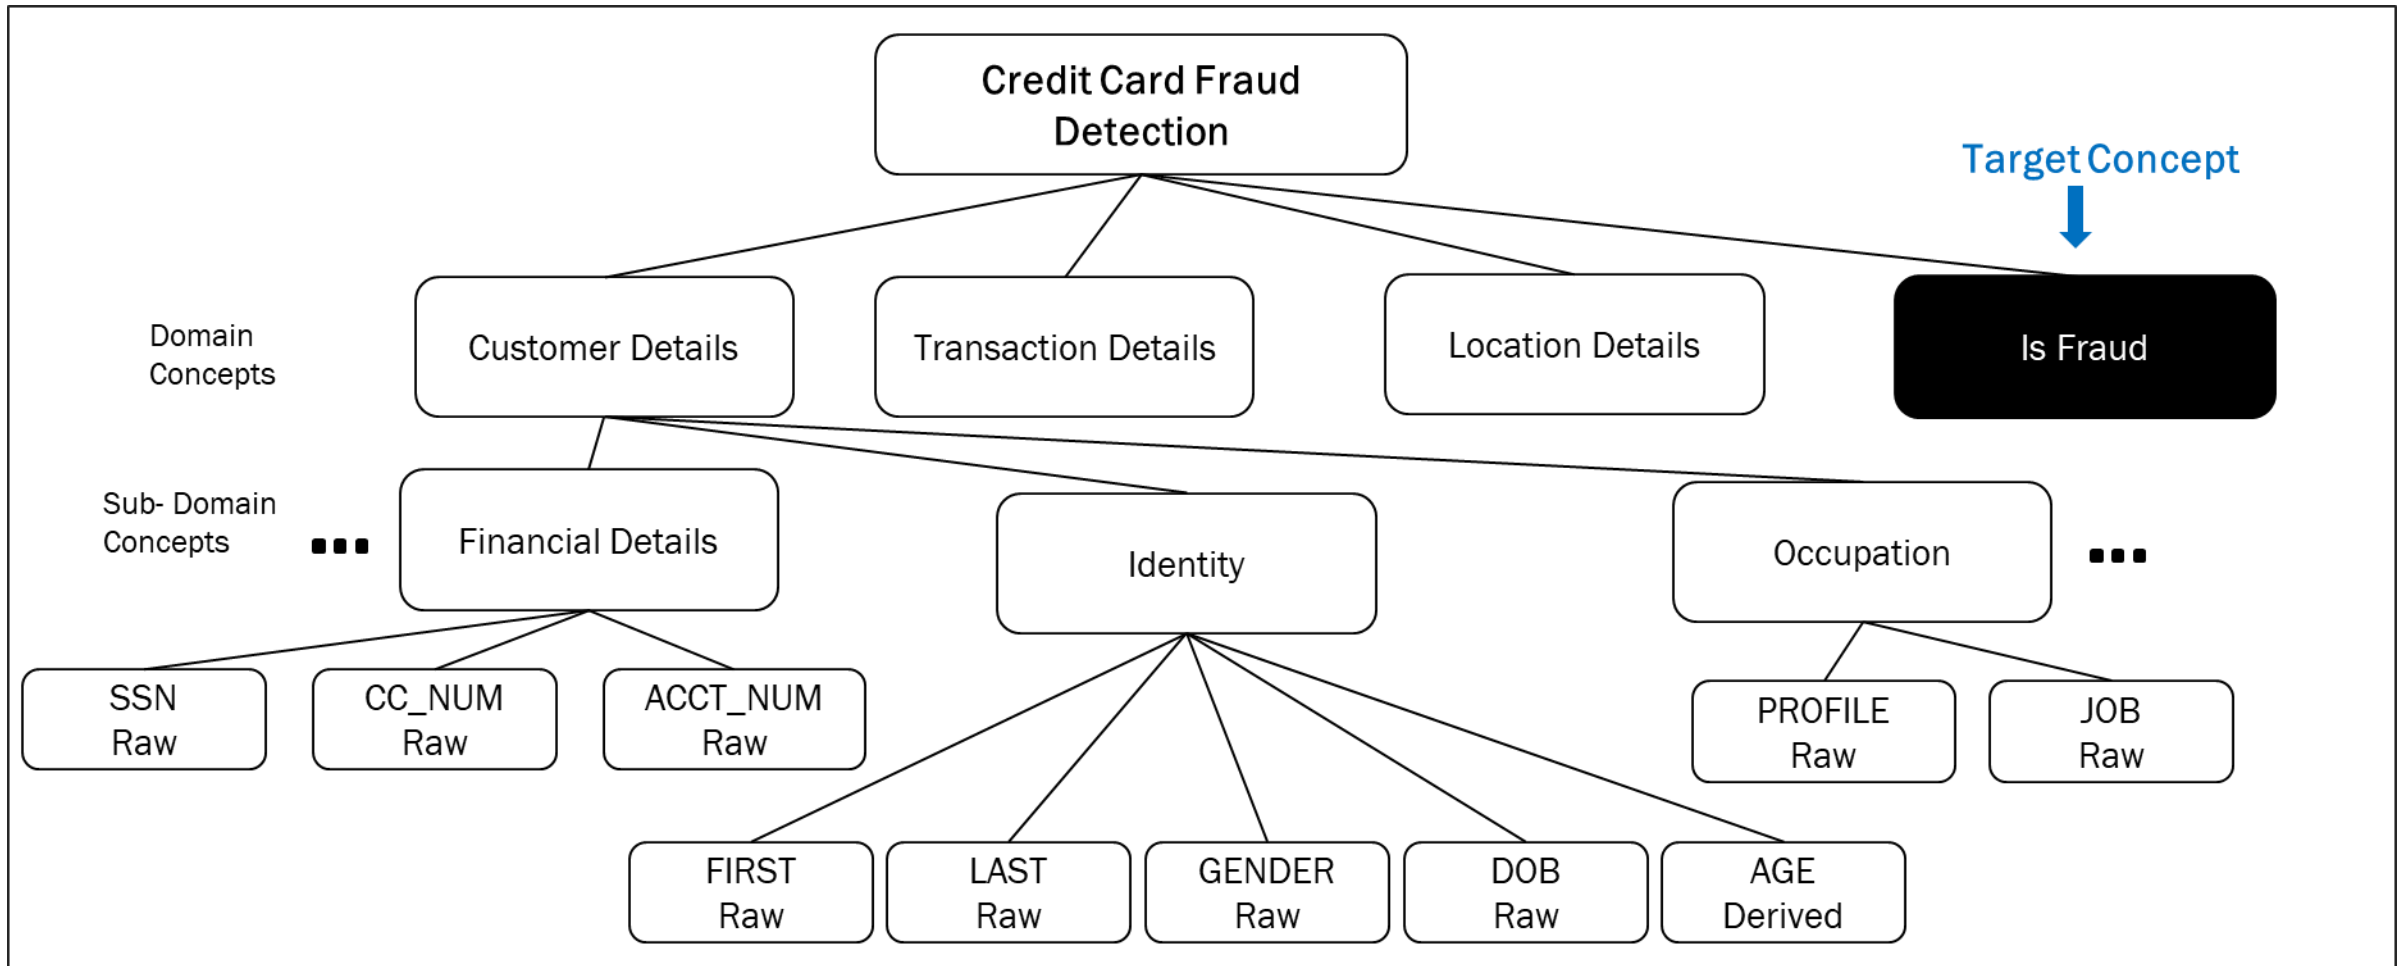 Credit Card Fraud
Detection
Target Concept
Domain
Concepts
Customer Details
Transaction Details
Location Details
Is Fraud
Sub- Domain
Concepts
Financial Details
Identity
Occupation
SSN
Raw
CC_NUM
Raw
ACCT_NUM
Raw
PROFILE
Raw
JOB
Raw
FIRST
Raw
LAST
Raw
GENDER
Raw
DOB
Raw
AGE
Derived